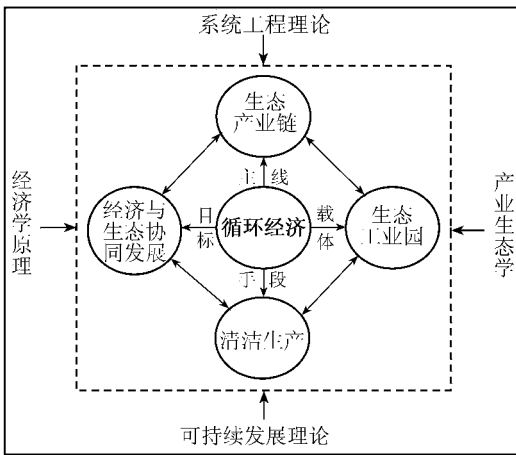 系统工程理论
生态
产业链
主 线
经济学原理
经济与
生态协
同发展
目标
循环经济
载体
生态
工业园
产业生态学
手 段
清洁生产
可持续发展理论